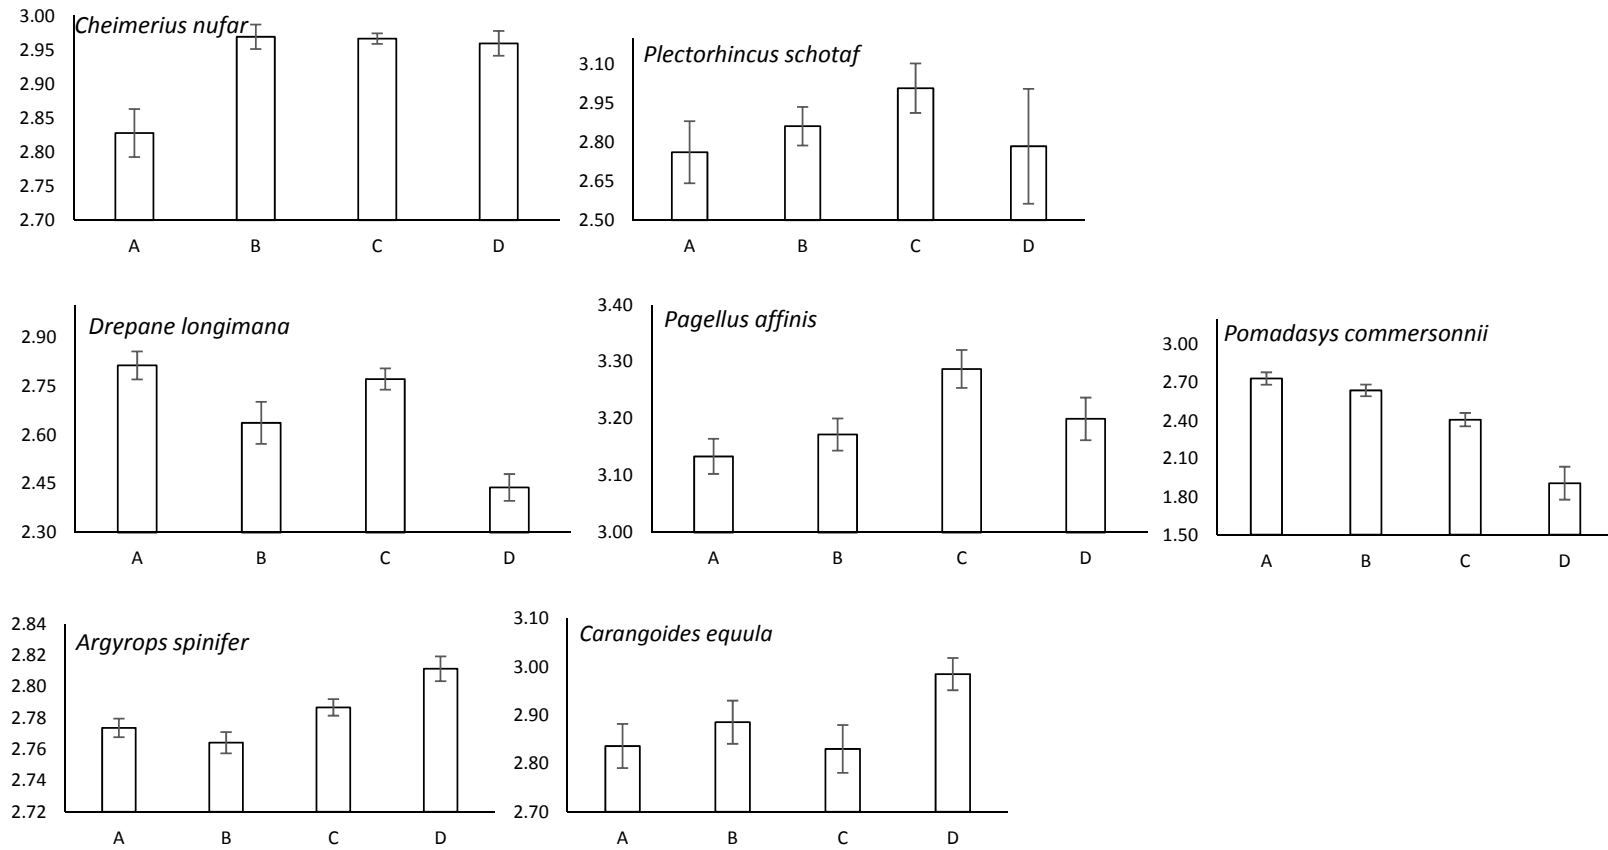 Cheimerius nufar
3.00
2.95
2.90
2.85
2.80
2.75
2.70
A B C D
Plectorhincus schotaf
3.10
2.95
2.80
2.65
2.50
A B C D
Drepane longimana
2.90
2.75
2.60
2.45
2.30
A B C D
Pagellus affinis
3.40
3.30
3.20
3.10
3.00
A B C D
Pomadasys commersonnii
3.00
2.70
2.40
2.10
1.80
1.50
A B C D
Argyrops spinifer
2.84
2.82
2.80
2.78
2.76
2.74
2.72
A B C D
Carangoides equula
3.10
3.00
2.90
2.80
2.70
A B C D